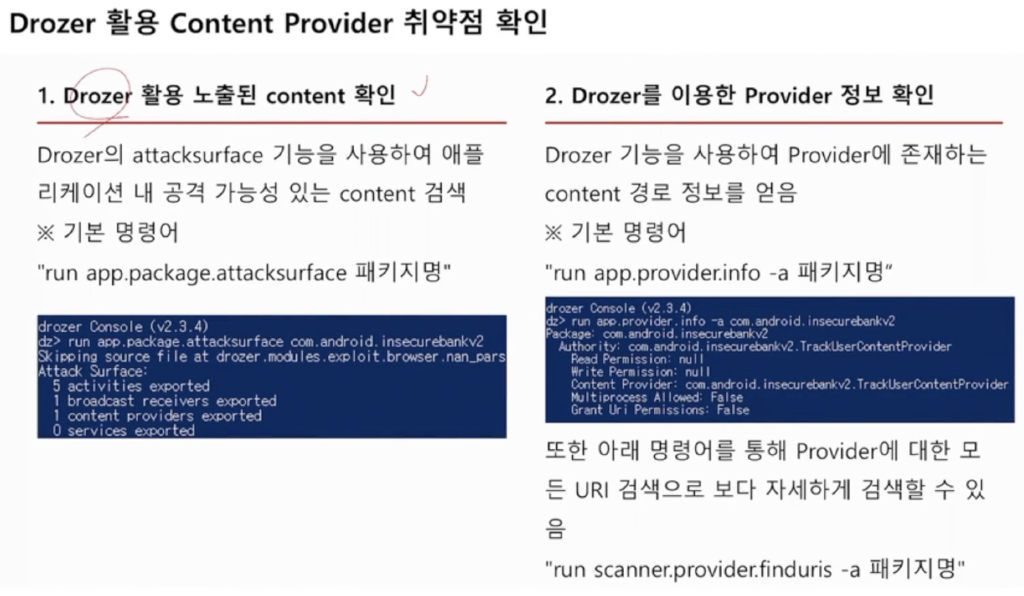 Drozer 활용 Content Provider 취약점 확인
1. Drozer 활용 노출된 content 확인
Drozer의 attacksurface 기능을 사용하여 애플
리케이션 내 공격 가능성 있는 content 검색
※ 기본 명령어
"run app.package.attacksurface 패키지명"
drozer Console (v2.3.4)
dz> run app.package.attacksurface com.android.insecurebankv2
Skipping source file at drozer.modules.exploit.browser.nan_pars
Attack Surface:
5 activities exported
1 broadcast receivers exported
1 content providers exported
0 services exported
2. Drozer를 이용한 Provider 정보 확인
Drozer 기능을 사용하여 Provider에 존재하는
content 경로 정보를 얻음
※ 기본 명령어
"run app.provider.info -a 패키지명“
drozer Console (v2.3.4)
dz> run app.provider.info -a com.android.insecurebankv2
Package: com.android.insecurebankv2
Authority: com.android.insecurebankv2.TrackUserContentProvider
Read Permission: null
Write Permission: null
Content Provider: com.android.insecurebankv2.TrackUserContentProvider
Multiprocess Allowed: False
Grant Uri Permissions: False
또한 아래 명령어를 통해 Provider에 대한 모
든 URI 검색으로 보다 자세하게 검색할 수 있
음
"run scanner.provider.finduris -a 패키지명"